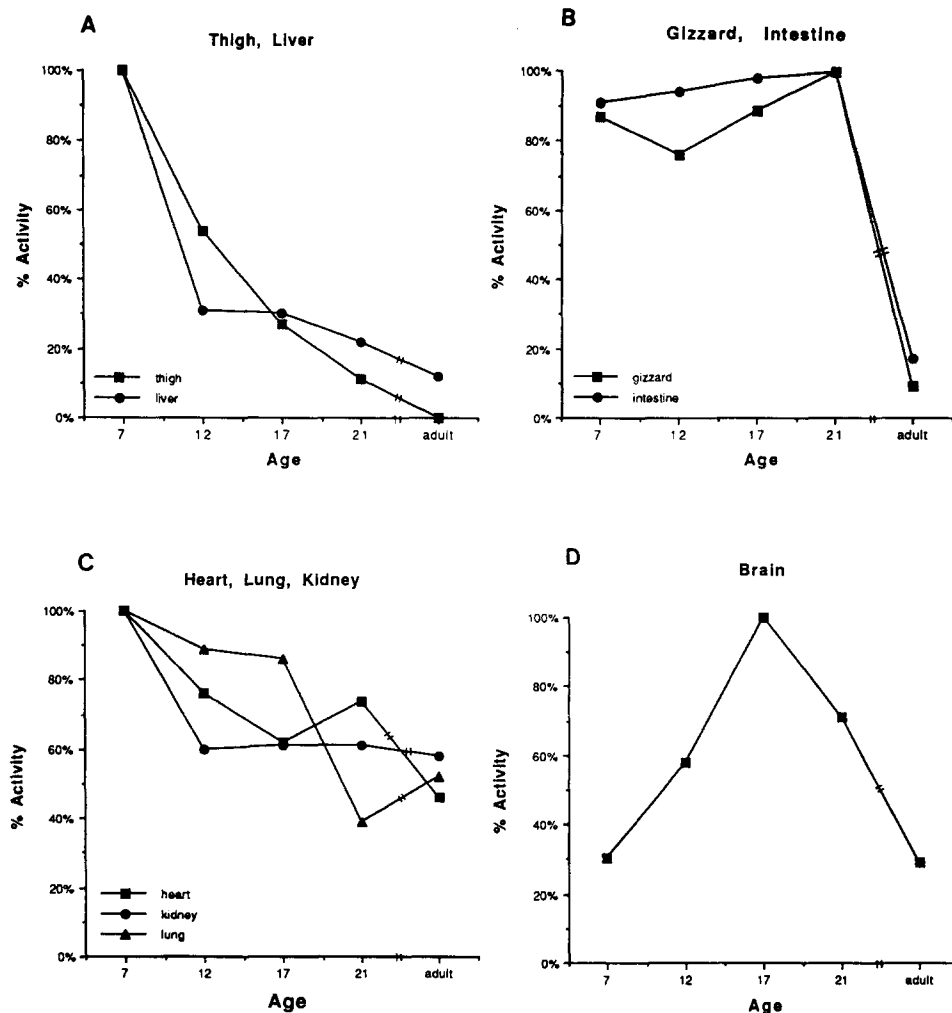 A
Thigh, Liver
100%
80%
60%
40%
20%
0%
% Activity
thigh
liver
7 12 17 21 adult
Age
B
Gizzard, Intestine
100%
80%
60%
40%
20%
0%
% Activity
gizzard
intestine
7 12 17 21 adult
Age
C
Heart, Lung, Kidney
100%
80%
60%
40%
20%
0%
% Activity
heart
kidney
lung
7 12 17 21 adult
Age
D
Brain
100%
80%
60%
40%
20%
0%
% Activity
7 12 17 21 adult
Age